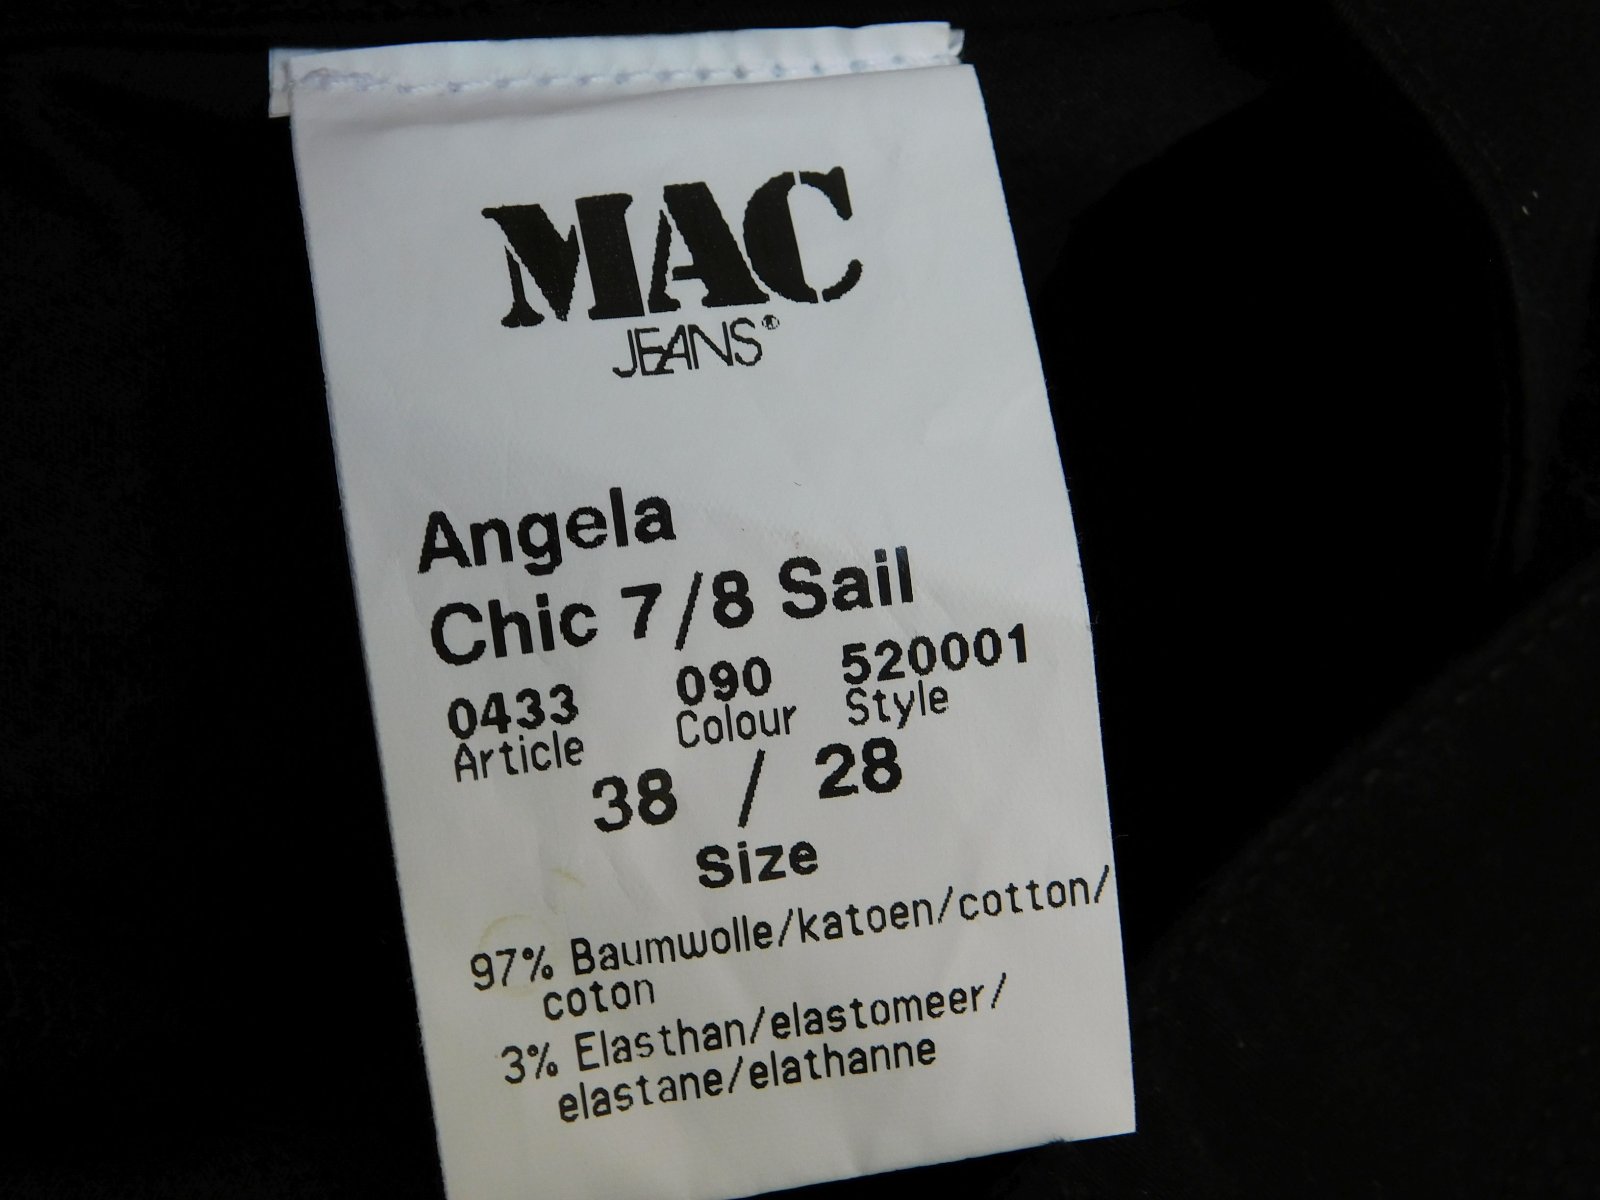 MAC
JEANS®
Angela
Chic 7/8 Sail
0433 090 520001
Article Colour Style
38 / 28
Size
97% Baumwolle/katoen/cotton/
coton
3% Elasthan/elastomeer/
elastane/elathanne